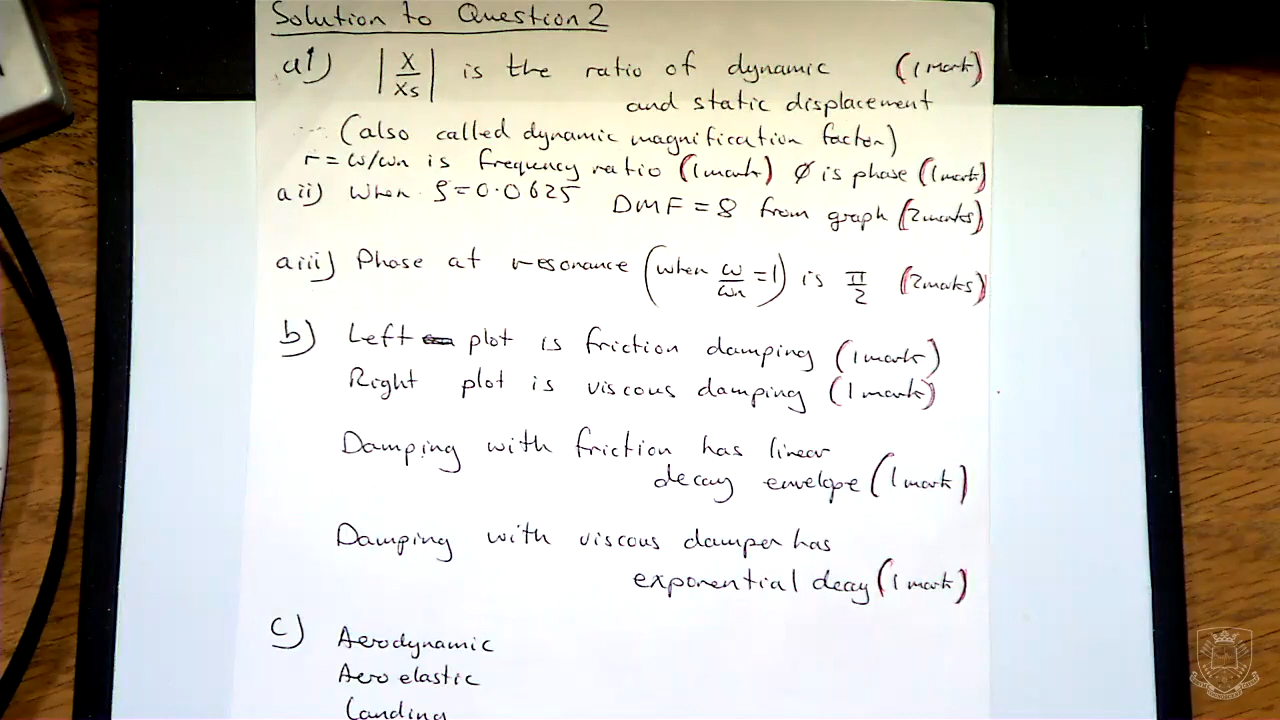 Solution to Question 2
ai) |X/Xs| is the ratio of dynamic (1 mark)
and static displacement
(also called dynamic magnification factor)
r = ω/ωn is frequency ratio (1 mark) ø is phase (1 mark)
aii) When ζ = 0.0625 DMF = 8 from graph (2 marks)
aiii) Phase at resonance (when ω/ωn = 1) is π/2 (2 marks)
b) Left plot is friction damping (1 mark)
Right plot is viscous damping (1 mark)
Damping with friction has linear
decay envelope (1 mark)
Damping with viscous damper has
exponential decay (1 mark)
c) Aerodynamic
Aero elastic
Landing